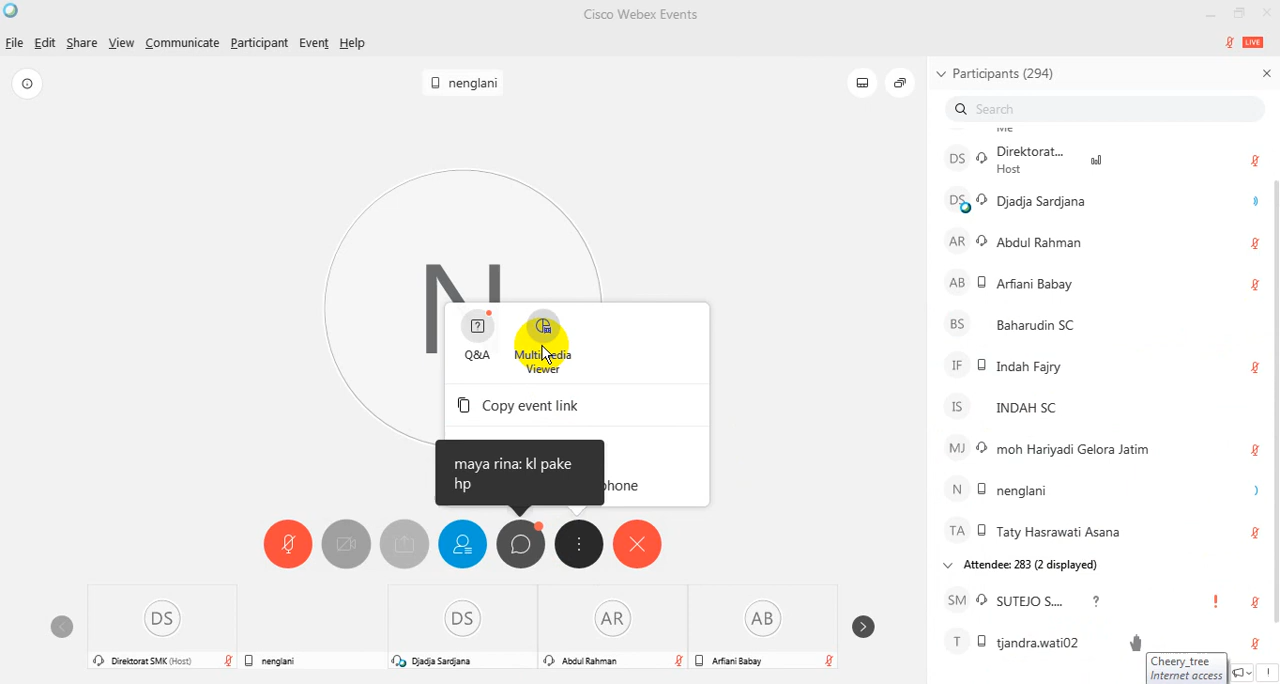 Cisco Webex Events
File Edit Share View Communicate Participant Event Help
LIVE
nenglani
Participants (294)
Search
Me
DS Direktorat...
Host
DS Djadja Sardjana
AR Abdul Rahman
AB Arfiani Babay
BS Baharudin SC
IF Indah Fajry
IS INDAH SC
MJ moh Hariyadi Gelora Jatim
N nenglani
TA Taty Hasrawati Asana
Attendee: 283 (2 displayed)
SM SUTEJO S.... ?
T tjandra.wati02
Cheery_tree
Internet access
N
Q&A
Multimedia
Viewer
Copy event link
maya rina: kl pake
hp
phone
DS
DS
AR
AB
Direktorat SMK (Host)
nenglani
Djadja Sardjana
Abdul Rahman
Arfiani Babay